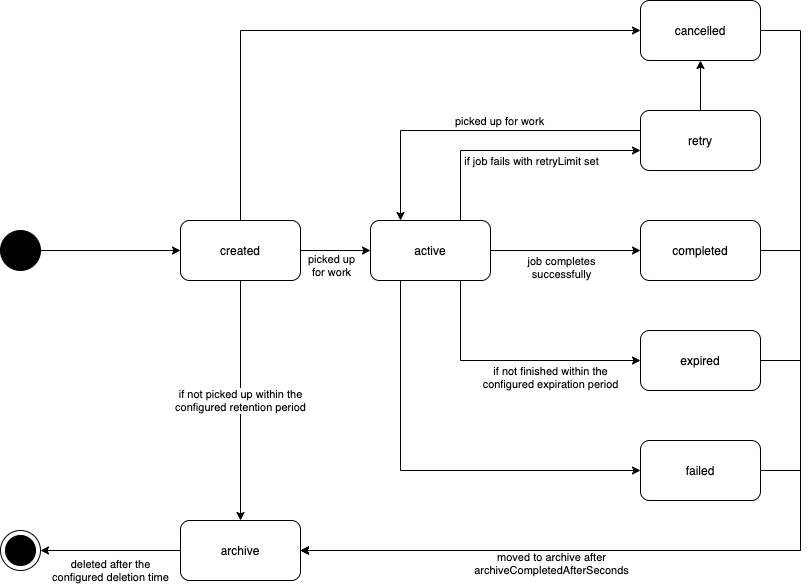 cancelled
picked up for work
retry
if job fails with retryLimit set
created
picked up
for work
active
job completes
successfully
completed
expired
if not finished within the
configured expiration period
if not picked up within the
configured retention period
failed
archive
moved to archive after
archiveCompletedAfterSeconds
deleted after the
configured deletion time